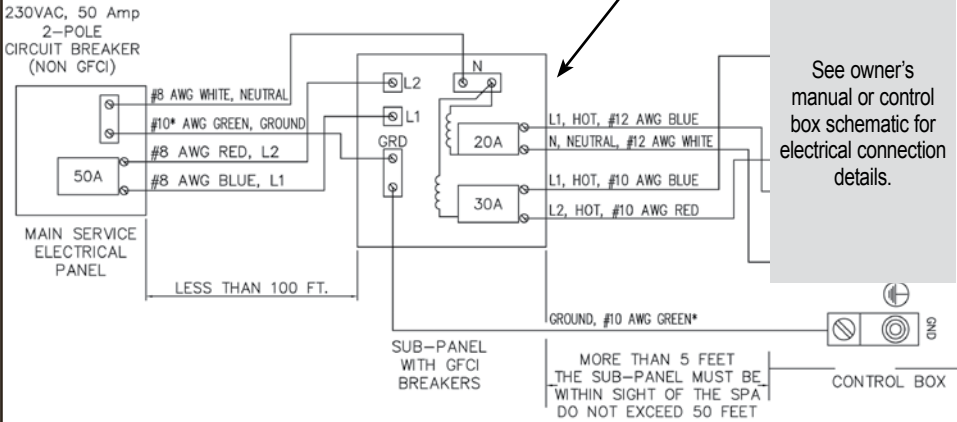 230VAC, 50 Amp
2-POLE
CIRCUIT BREAKER
(NON GFCI)
#8 AWG WHITE, NEUTRAL
#10* AWG GREEN, GROUND
#8 AWG RED, L2
#8 AWG BLUE, L1
50A
MAIN SERVICE
ELECTRICAL
PANEL
LESS THAN 100 FT.
L2
N
L1
GRD
20A
30A
L1, HOT, #12 AWG BLUE
N, NEUTRAL, #12 AWG WHITE
L1, HOT, #10 AWG BLUE
L2, HOT, #10 AWG RED
See owner's
manual or control
box schematic for
electrical connection
details.
GROUND, #10 AWG GREEN*
GND
SUB-PANEL
WITH GFCI
BREAKERS
MORE THAN 5 FEET
THE SUB-PANEL MUST BE
WITHIN SIGHT OF THE SPA
DO NOT EXCEED 50 FEET
CONTROL BOX